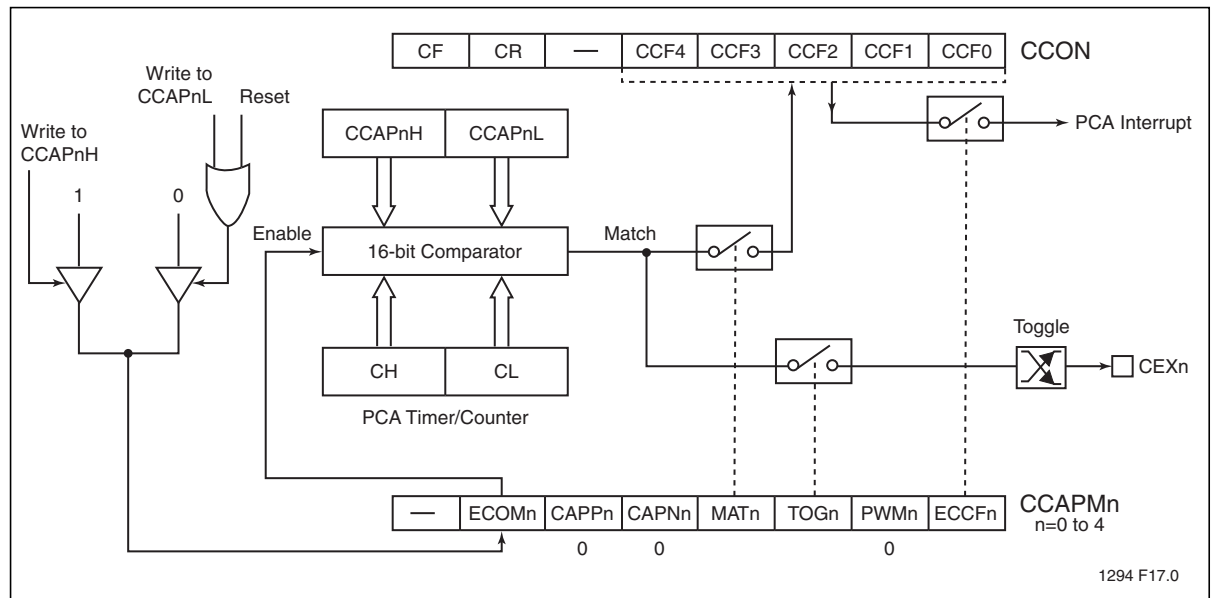 CF CR — CCF4 CCF3 CCF2 CCF1 CCF0 CCON
Write to
CCAPnL
Reset
Write to
CCAPnH
1
0
CCAPnH CCAPnL
PCA Interrupt
Enable
16-bit Comparator
Match
Toggle
CH CL
CEXn
PCA Timer/Counter
— ECOMn CAPPn CAPNn MATn TOGn PWMn ECCFn CCAPMn
n=0 to 4
0 0 0
1294 F17.0